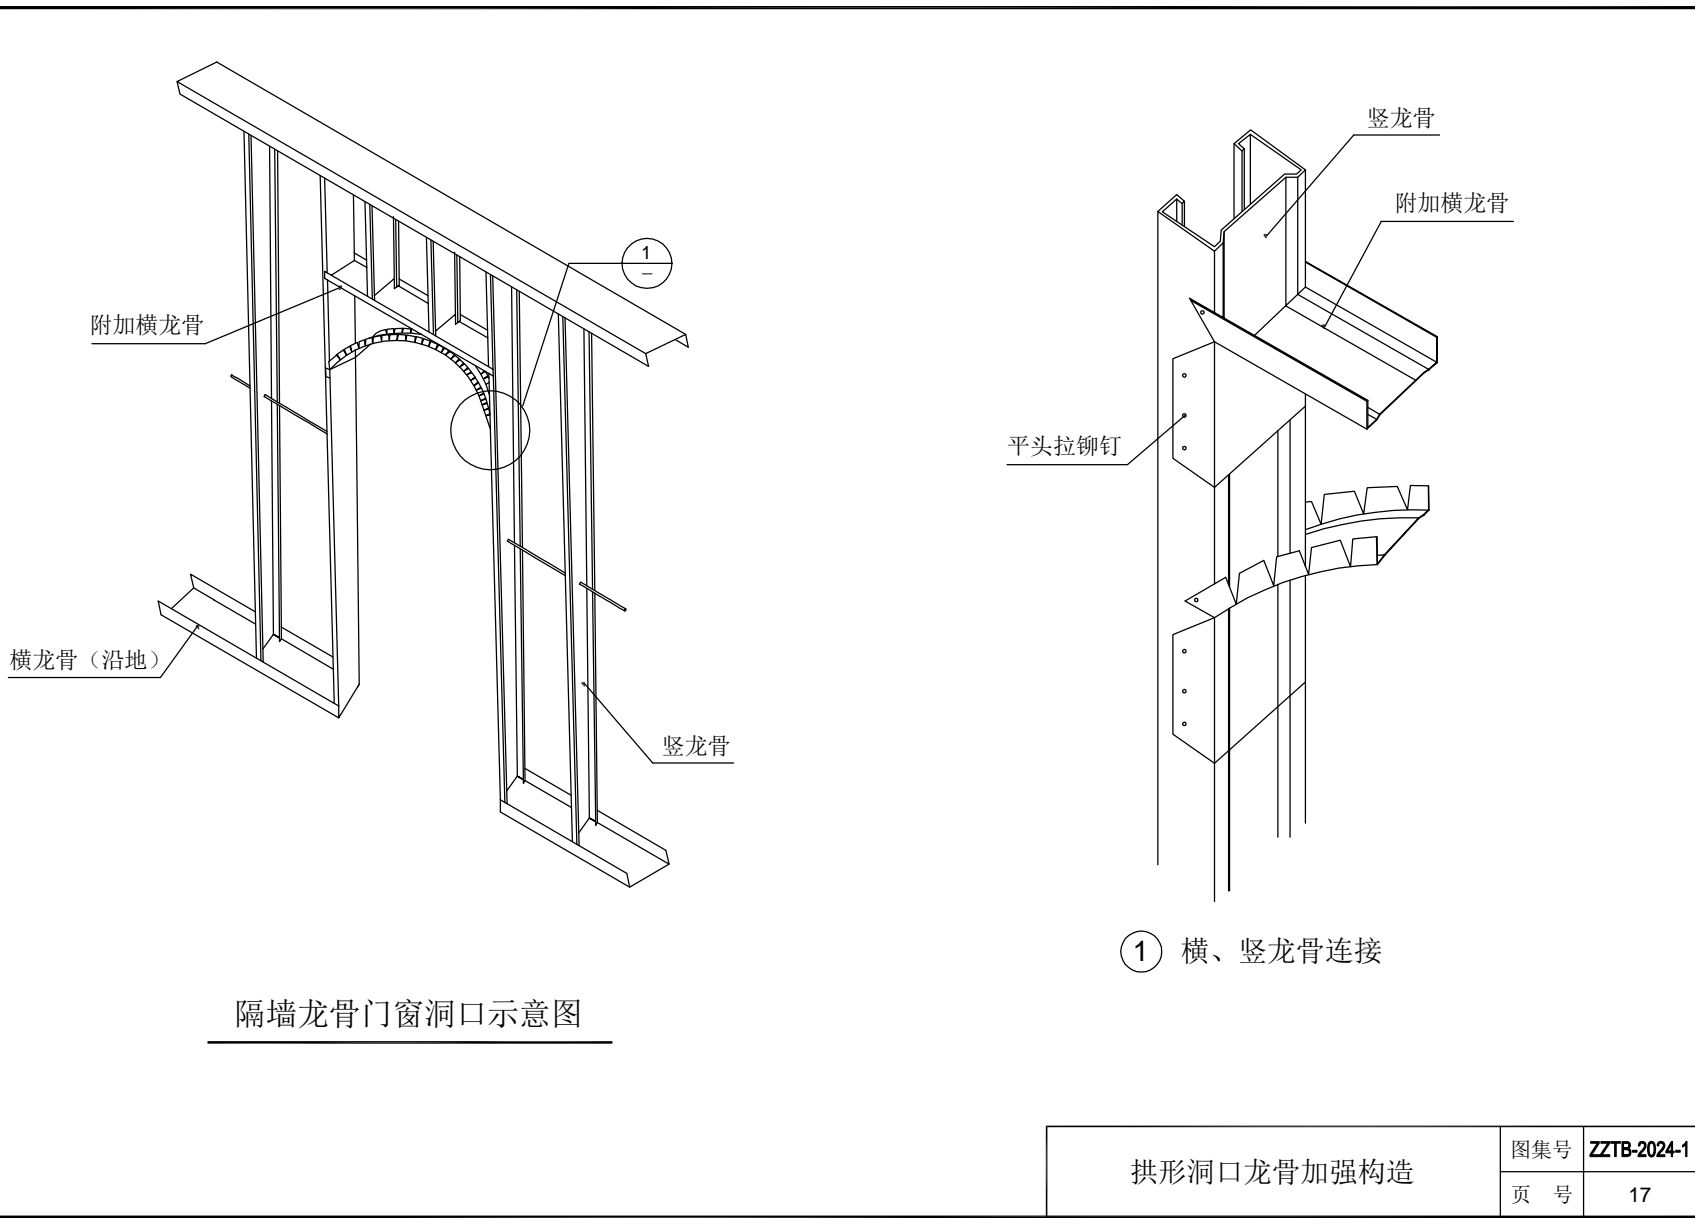 竖龙骨
附加横龙骨
1
–
附加横龙骨
平头拉铆钉
横龙骨（沿地）
竖龙骨
1 横、竖龙骨连接
隔墙龙骨门窗洞口示意图
拱形洞口龙骨加强构造
图集号 ZZTB-2024-1
页 号 17